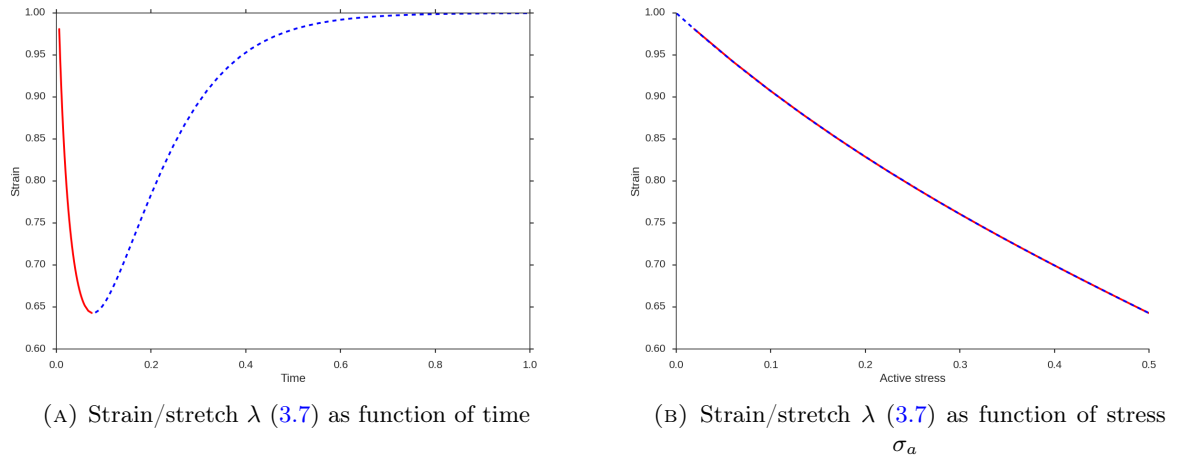 1.00
0.95
0.90
0.85
0.80
0.75
0.70
0.65
0.60
Strain
0.0 0.2 0.4 0.6 0.8 1.0
Time
(A) Strain/stretch λ (3.7) as function of time
1.00
0.95
0.90
0.85
0.80
0.75
0.70
0.65
0.60
Strain
0.0 0.1 0.2 0.3 0.4 0.5
Active stress
(B) Strain/stretch λ (3.7) as function of stress
σₐ